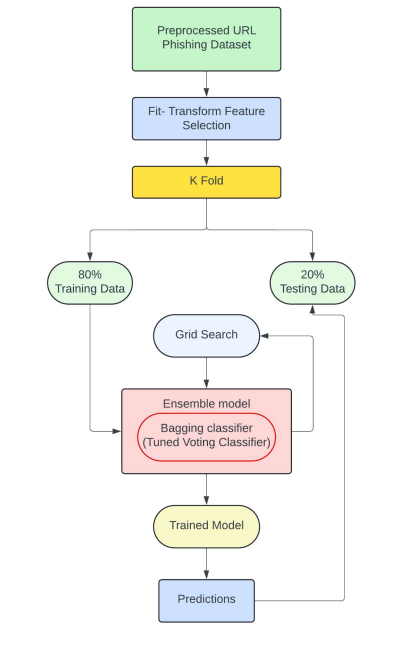 Preprocessed URL
Phishing Dataset
Fit- Transform Feature
Selection
K Fold
80%
Training Data
20%
Testing Data
Grid Search
Ensemble model
Bagging classifier
(Tuned Voting Classifier)
Trained Model
Predictions